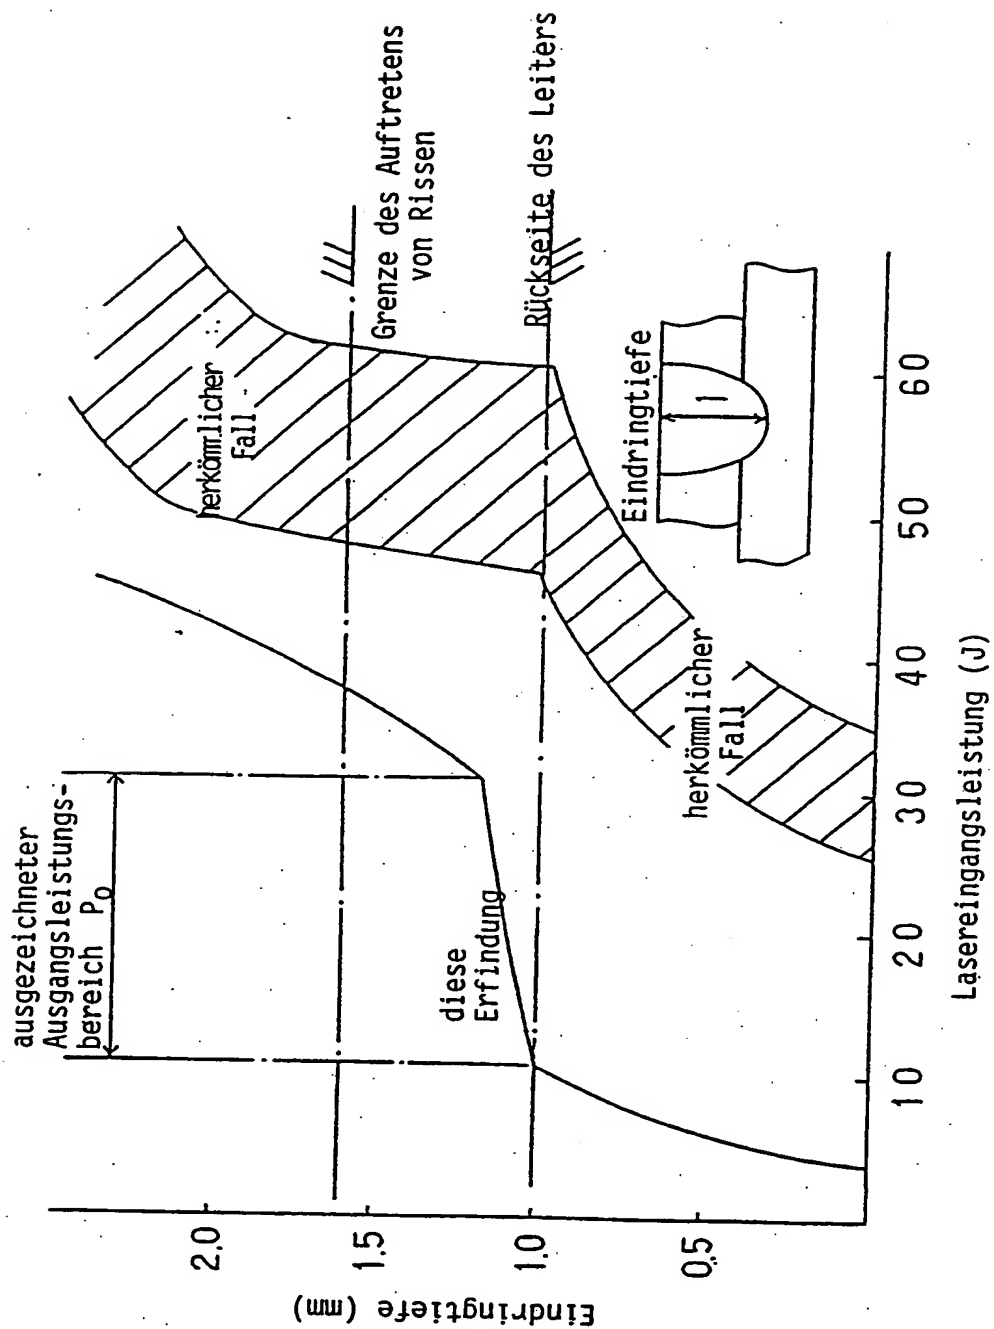 ausgezeichneter
Ausgangsleistungs-
bereich P₀
diese
Erfindung
herkömmlicher
Fall
herkömmlicher
Fall
Grenze des Auftretens
von Rissen
Rückseite des Leiters
Eindringtiefe
l
Eindringtiefe (mm)
2.0
1.5
1.0
0.5
10
20
30
40
50
60
Lasereingangsleistung (J)